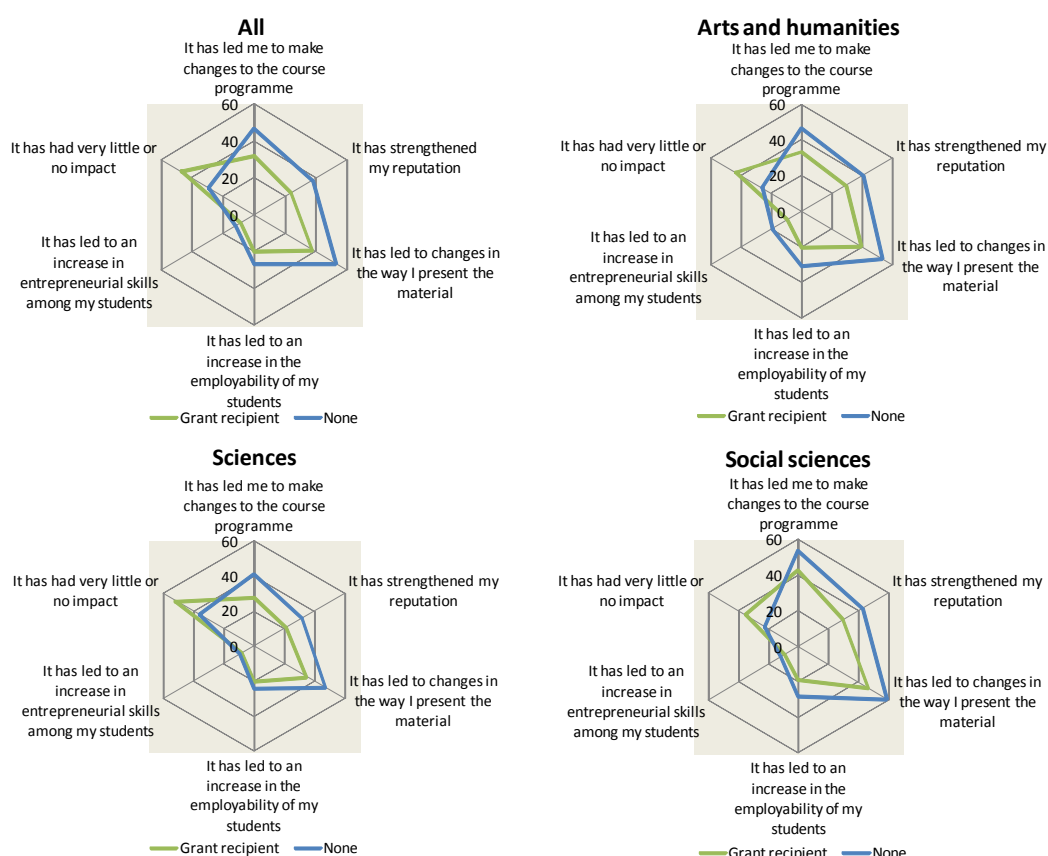 All
It has led me to make
changes to the course
programme
60
40
20
0
It has strengthened
my reputation
It has led to changes in
the way I present the
material
It has led to an
increase in the
employability of my
students
It has led to an
increase in
entrepreneurial skills
among my students
It has had very little or
no impact
Grant recipient
None
Arts and humanities
It has led me to make
changes to the course
programme
60
40
20
0
It has strengthened my
reputation
It has led to changes in
the way I present the
material
It has led to an
increase in the
employability of my
students
It has led to an
increase in
entrepreneurial skills
among my students
It has had very little or
no impact
Grant recipient
None
Sciences
It has led me to make
changes to the course
programme
60
40
20
0
It has strengthened my
reputation
It has led to changes in
the way I present the
material
It has led to an
increase in the
employability of my
students
It has led to an
increase in
entrepreneurial skills
among my students
It has had very little or
no impact
Grant recipient
None
Social sciences
It has led me to make
changes to the course
programme
60
40
20
0
It has strengthened my
reputation
It has led to changes in
the way I present the
material
It has led to an
increase in the
employability of my
students
It has led to an
increase in
entrepreneurial skills
among my students
It has had very little or
no impact
Grant recipient
None